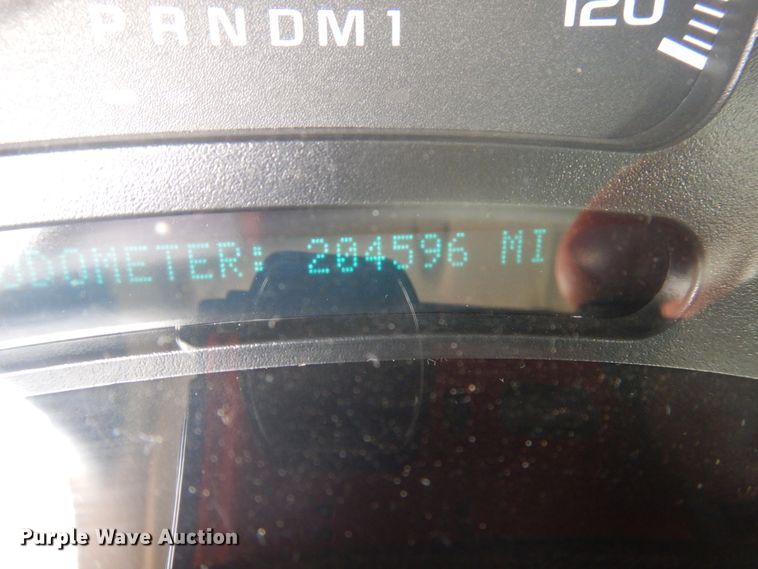 120
P R N D M 1
ODOMETER: 204596 MI
Purple Wave Auction